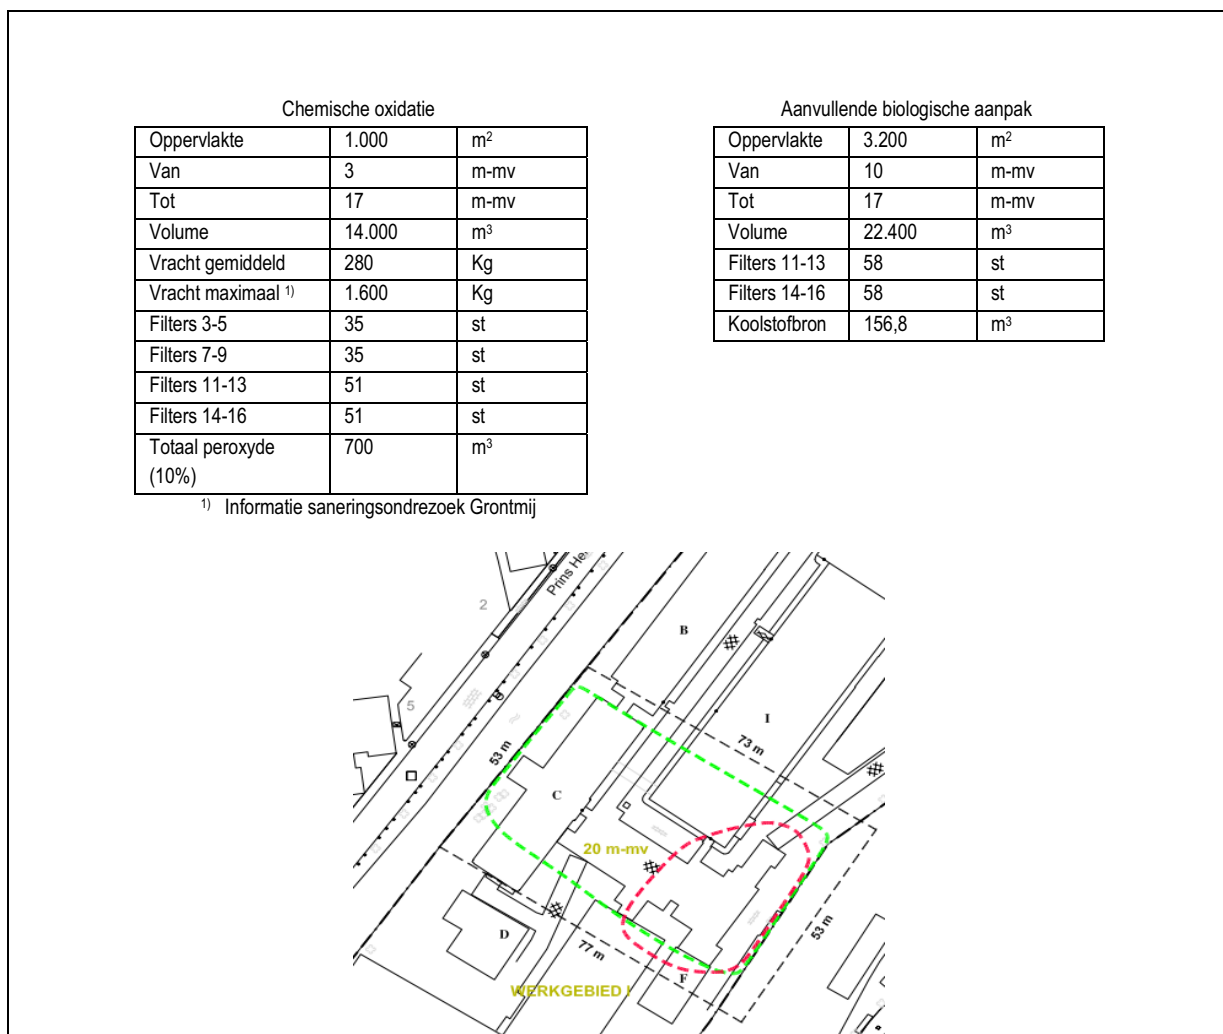 Chemische oxidatie
Oppervlakte 1.000 m²
Van 3 m-mv
Tot 17 m-mv
Volume 14.000 m³
Vracht gemiddeld 280 Kg
Vracht maximaal ¹⁾ 1.600 Kg
Filters 3-5 35 st
Filters 7-9 35 st
Filters 11-13 51 st
Filters 14-16 51 st
Totaal peroxyde 700 m³
(10%)
¹⁾ Informatie saneringsondrezoek Grontmij
Aanvullende biologische aanpak
Oppervlakte 3.200 m²
Van 10 m-mv
Tot 17 m-mv
Volume 22.400 m³
Filters 11-13 58 st
Filters 14-16 58 st
Koolstofbron 156,8 m³
Prins He
2
B
5
I
73 m
53 m
C
20 m-mv
D
53 m
77 m
F
WERKGEBIED I